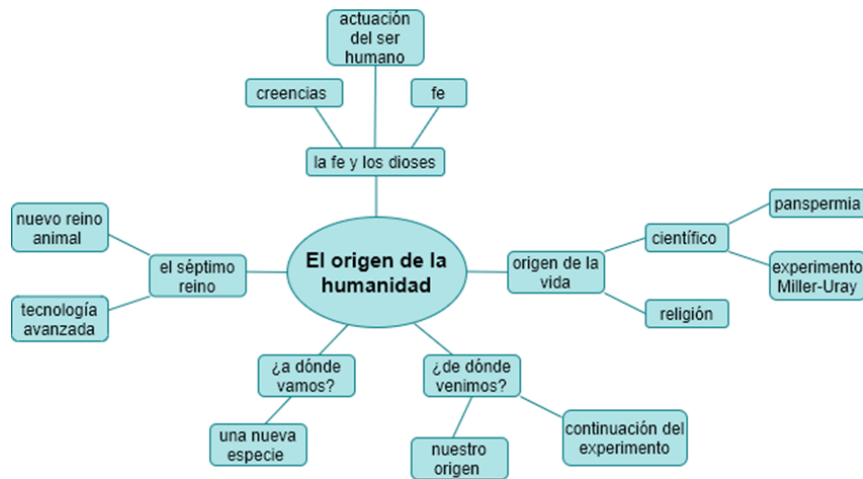 actuación
del ser
humano
creencias
fe
la fe y los dioses
nuevo reino
animal
el séptimo
reino
tecnología
avanzada
El origen de la
humanidad
origen de la
vida
científico
panspermia
experimento
Miller-Uray
religión
¿a dónde
vamos?
una nueva
especie
¿de dónde
venimos?
nuestro
origen
continuación del
experimento